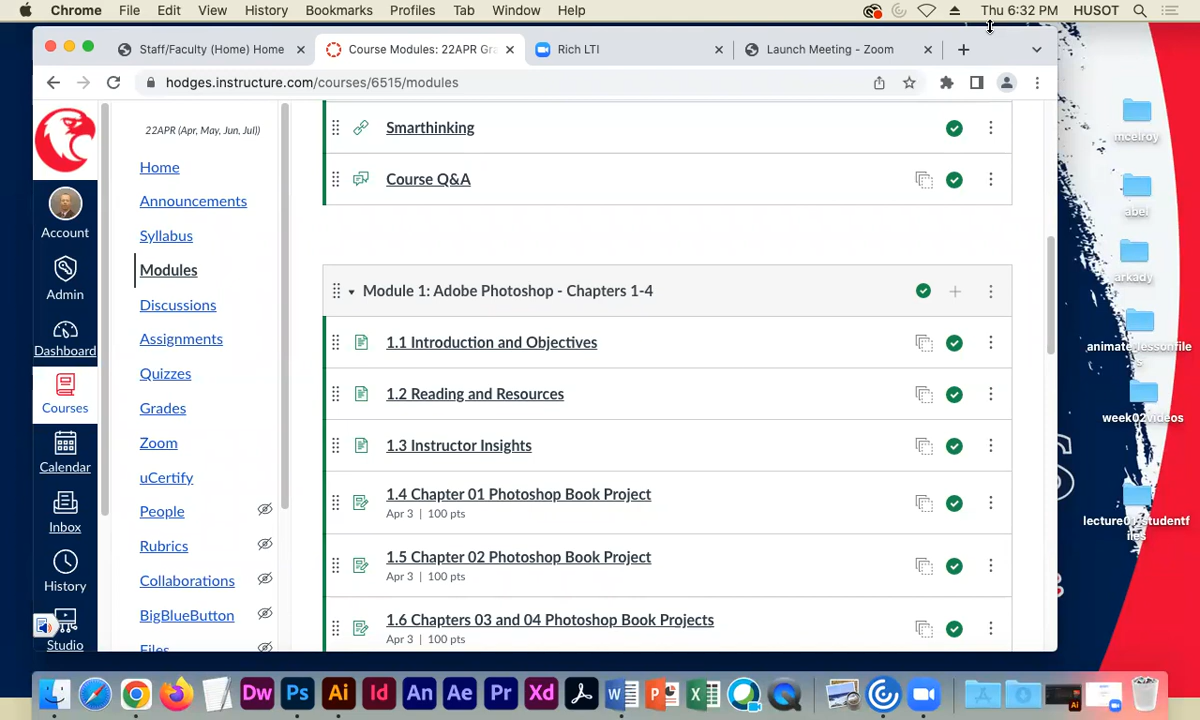 Chrome File Edit View History Bookmarks Profiles Tab Window Help Thu 6:32 PM HUSOT
Staff/Faculty (Home) Home Course Modules: 22APR Gra Rich LTI Launch Meeting - Zoom
hodges.instructure.com/courses/6515/modules
Account
Admin
Dashboard
Courses
Calendar
Inbox
History
Studio
22APR (Apr, May, Jun, Jul))
Home
Announcements
Syllabus
Modules
Discussions
Assignments
Quizzes
Grades
Zoom
uCertify
People
Rubrics
Collaborations
BigBlueButton
Files
Smarthinking
Course Q&A
Module 1: Adobe Photoshop - Chapters 1-4
1.1 Introduction and Objectives
1.2 Reading and Resources
1.3 Instructor Insights
1.4 Chapter 01 Photoshop Book Project
Apr 3 | 100 pts
1.5 Chapter 02 Photoshop Book Project
Apr 3 | 100 pts
1.6 Chapters 03 and 04 Photoshop Book Projects
Apr 3 | 100 pts
mcelroy
abel
arkady
week02videos
Dw Ps Ai Id An Ae Pr Xd W P X
Ai